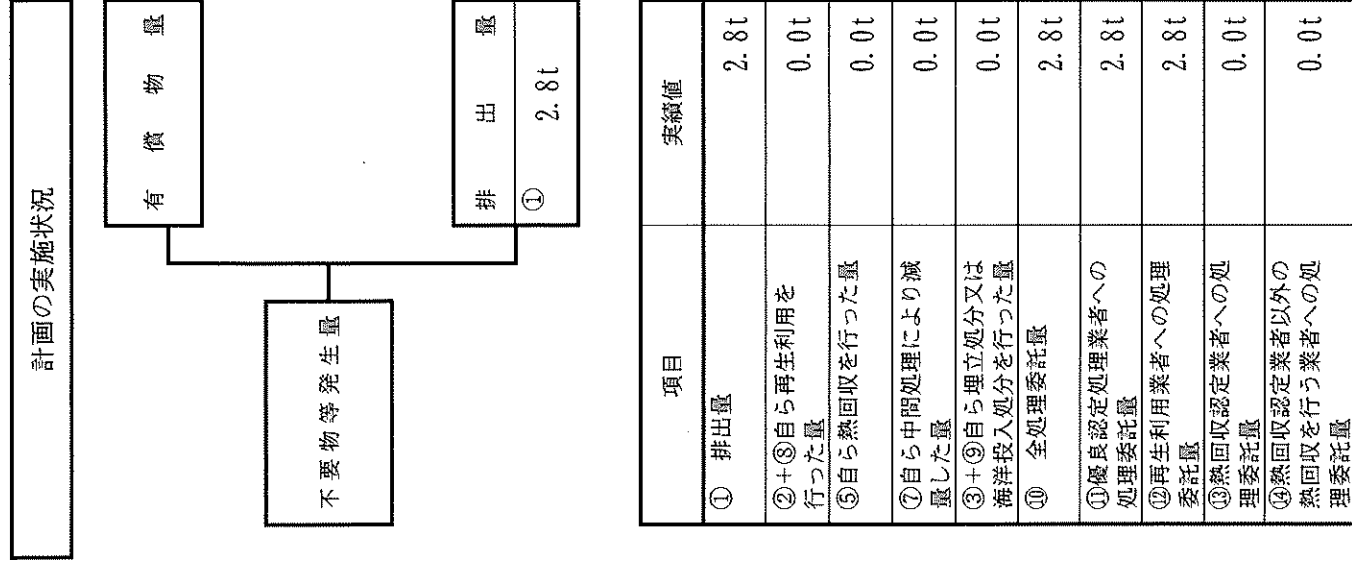 計画の実施状況
有償物量
不要物等発生量
排出量
①
2.8t
項目
実績値
① 排出量
2.8t
②+⑧自ら再生利用を
行った量
0.0t
⑤自ら熱回収を行った量
0.0t
⑦自ら中間処理により減
量した量
0.0t
③+⑨自ら埋立処分又は
海洋投入処分を行った量
0.0t
⑩ 全処理委託量
2.8t
⑪優良認定処理業者への
処理委託量
2.8t
⑫再生利用業者への処理
委託量
2.8t
⑬熱回収認定業者への処
理委託量
0.0t
⑭熱回収認定業者以外の
熱回収を行う業者への処
理委託量
0.0t